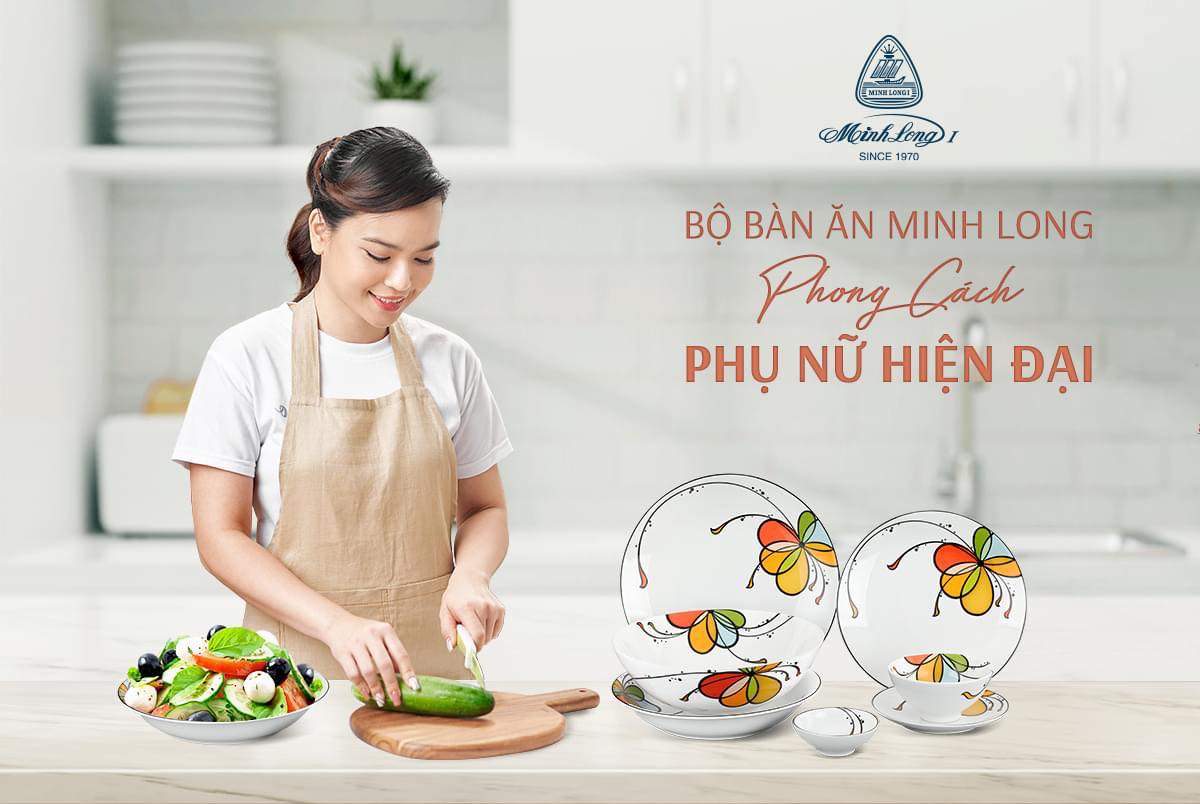 MINH LONG I
Minh Long I
SINCE 1970
BỘ BÀN ĂN MINH LONG
Phong Cách
PHỤ NỮ HIỆN ĐẠI